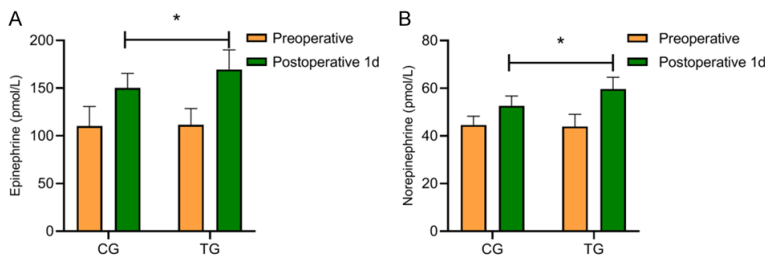 A
*
Preoperative
Postoperative 1d
Epinephrine (pmol/L)
200
150
100
50
0
CG
TG
B
*
Preoperative
Postoperative 1d
Norepinephrine (pmol/L)
80
60
40
20
0
CG
TG